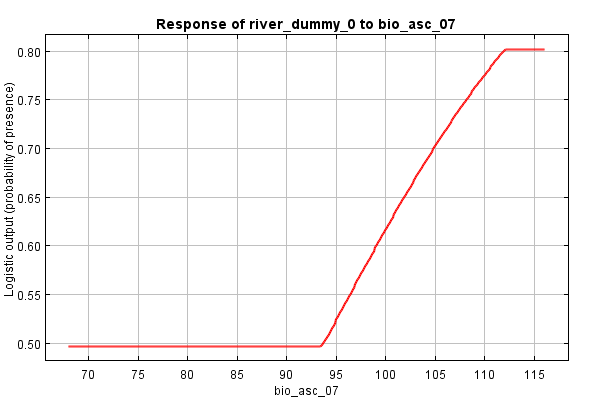 Response of river_dummy_0 to bio_asc_07
Logistic output (probability of presence)
0.80
0.75
0.70
0.65
0.60
0.55
0.50
70 75 80 85 90 95 100 105 110 115
bio_asc_07